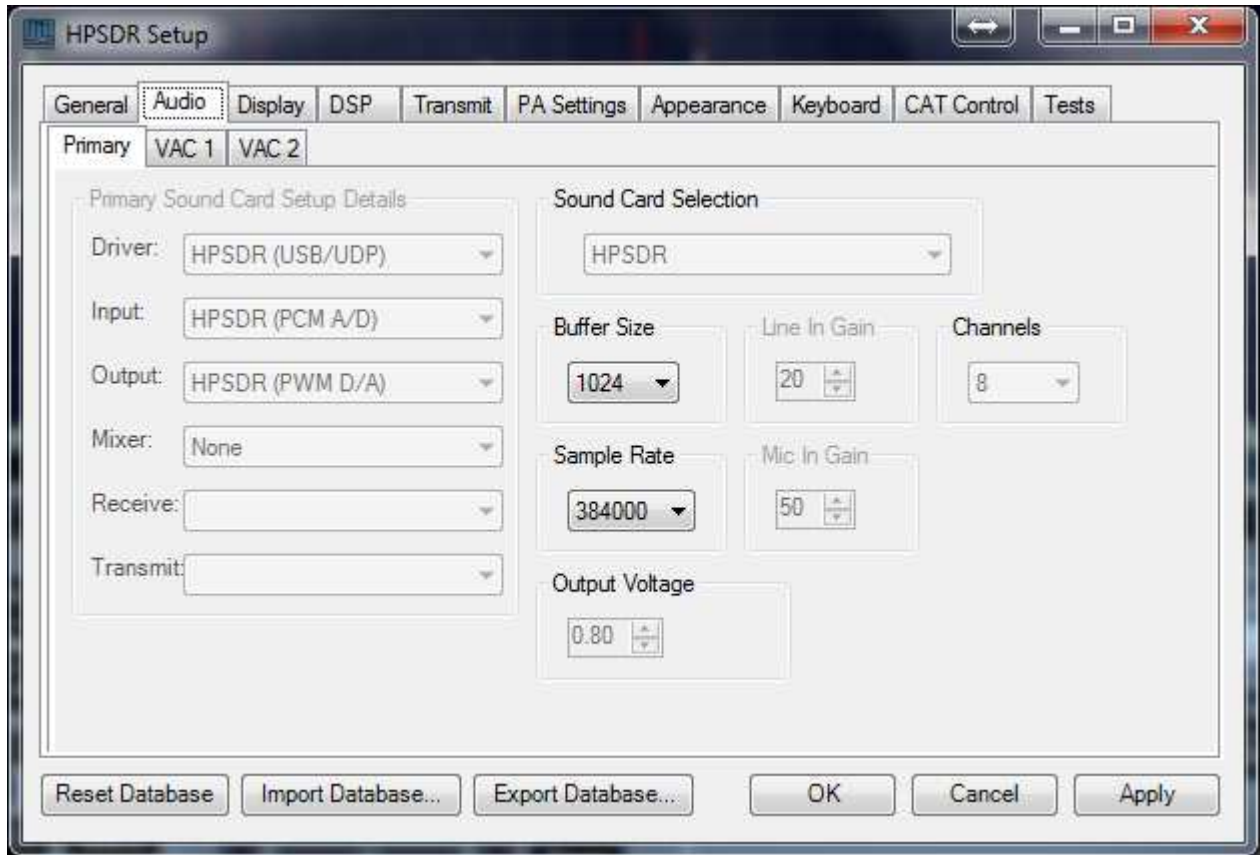 HPSDR Setup
General Audio Display DSP Transmit PA Settings Appearance Keyboard CAT Control Tests
Primary VAC 1 VAC 2
Primary Sound Card Setup Details
Driver: HPSDR (USB/UDP)
Input: HPSDR (PCM A/D)
Output: HPSDR (PWM D/A)
Mixer: None
Receive:
Transmit:
Sound Card Selection
HPSDR
Buffer Size Line In Gain Channels
1024 20 8
Sample Rate Mic In Gain
384000 50
Output Voltage
0.80
Reset Database Import Database... Export Database... OK Cancel Apply